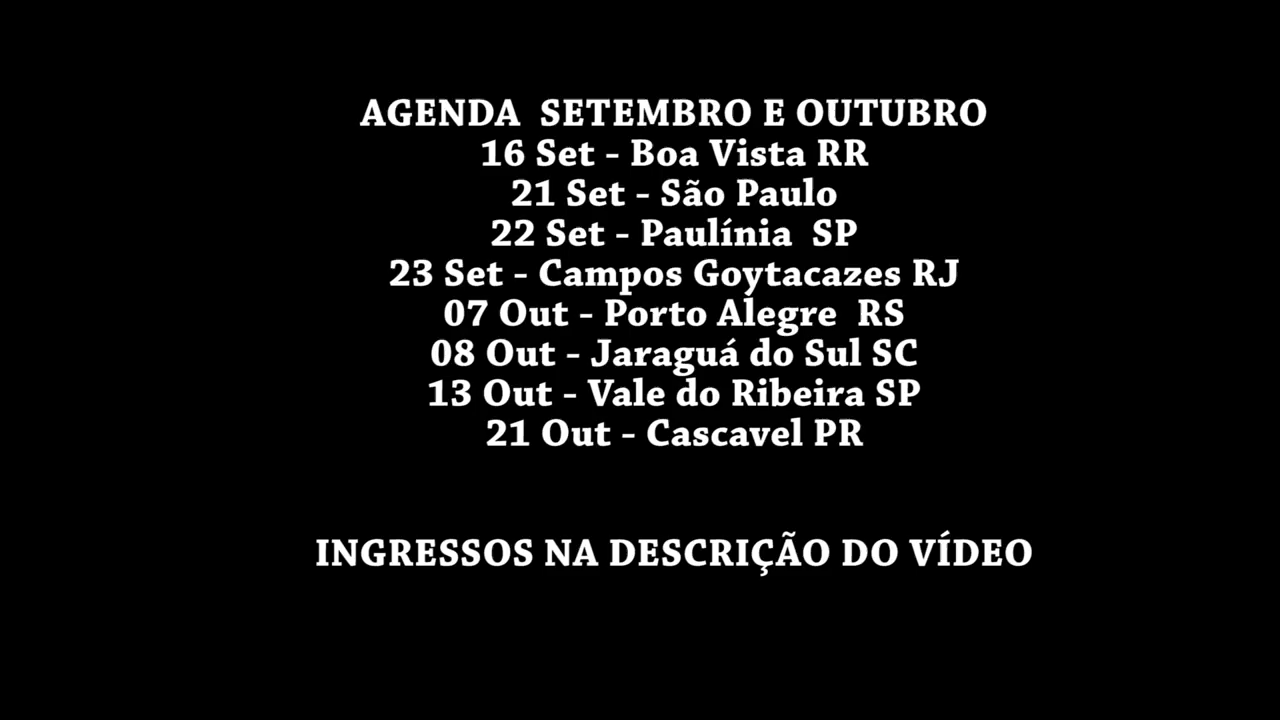 AGENDA  SETEMBRO E OUTUBRO
16 Set - Boa Vista RR
21 Set - São Paulo
22 Set - Paulínia  SP
23 Set - Campos Goytacazes RJ
07 Out - Porto Alegre  RS
08 Out - Jaraguá do Sul SC
13 Out - Vale do Ribeira SP
21 Out - Cascavel PR
INGRESSOS NA DESCRIÇÃO DO VÍDEO